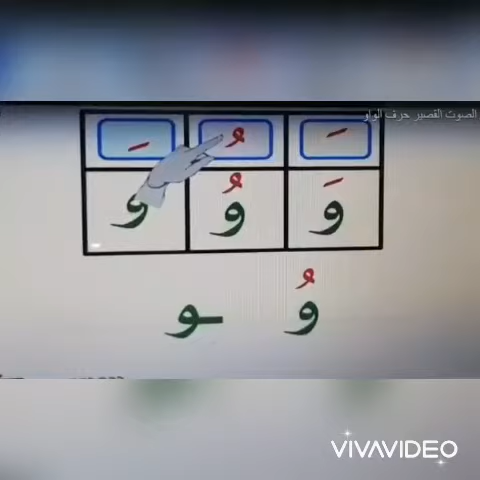 الصوت القصير حرف الواو
َ ُ ِ
وَ وُ و
وُ ـو
VIVAVIDEO